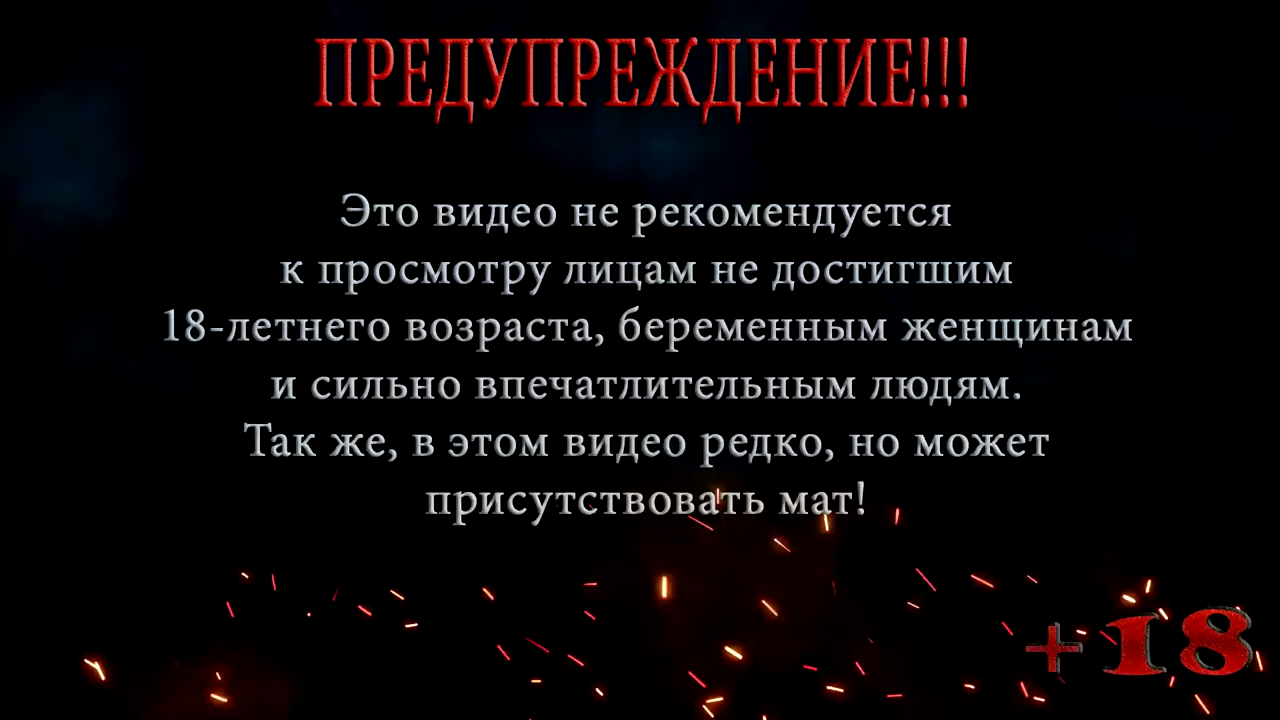 ПРЕДУПРЕЖДЕНИЕ!!!
Это видео не рекомендуется
к просмотру лицам не достигшим
18-летнего возраста, беременным женщинам
и сильно впечатлительным людям.
Так же, в этом видео редко, но может
присутствовать мат!
+18